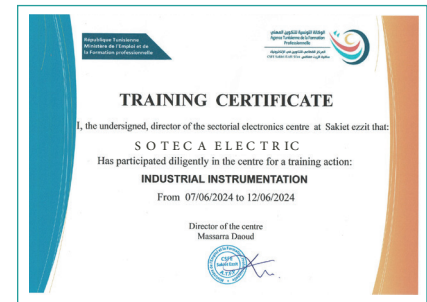 République Tunisienne
Ministère de l'Emploi et de
la Formation professionnelle
الوكالة التونسية للتكوين المهني
Agence Tunisienne de la Formation
Professionnelle
TRAINING CERTIFICATE
I, the undersigned, director of the sectorial electronics centre at Sakiet ezzit that:
SOTECA ELECTRIC
Has participated diligently in the centre for a training action:
INDUSTRIAL INSTRUMENTATION
From 07/06/2024 to 12/06/2024
Director of the centre
Massarra Daoud
CSFE
Sakiet Ezzit
A.T.F.P